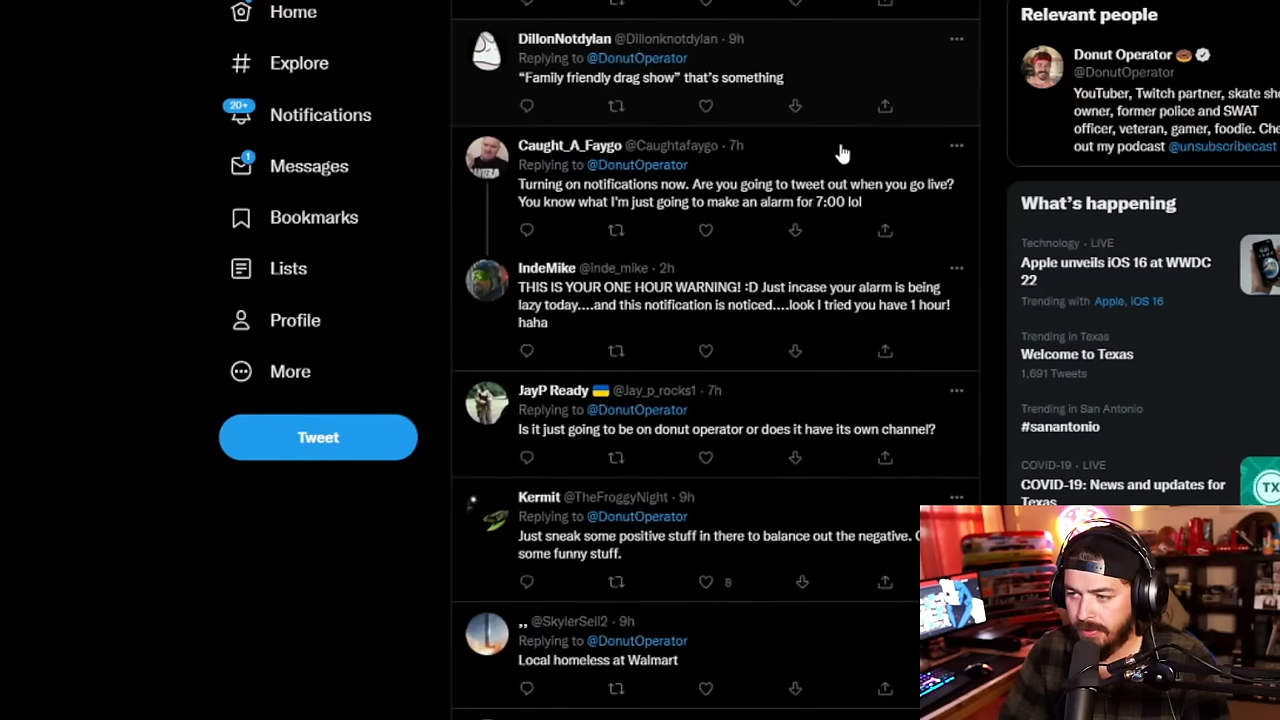 Home
Explore
20+
Notifications
1
Messages
Bookmarks
Lists
Profile
More
Tweet
DillonNotdylan @Dillonknotdylan · 9h
Replying to @DonutOperator
“Family friendly drag show” that’s something
Caught_A_Faygo @Caughtafaygo · 7h
Replying to @DonutOperator
Turning on notifications now. Are you going to tweet out when you go live?
You know what I'm just going to make an alarm for 7:00 lol
IndeMike @inde_mike · 2h
THIS IS YOUR ONE HOUR WARNING! :D Just incase your alarm is being
lazy today....and this notification is noticed....look I tried you have 1 hour!
haha
JayP Ready 🇺🇦 @Jay_p_rocks1 · 7h
Replying to @DonutOperator
Is it just going to be on donut operator or does it have its own channel?
Kermit @TheFroggyNight · 9h
Replying to @DonutOperator
Just sneak some positive stuff in there to balance out the negative.
some funny stuff.
8
,, @SkylerSell2 · 9h
Replying to @DonutOperator
Local homeless at Walmart
Relevant people
Donut Operator 🍩
@DonutOperator
YouTuber, Twitch partner, skate sho
owner, former police and SWAT
officer, veteran, gamer, foodie. Che
out my podcast @unsubscribecast
What’s happening
Technology · LIVE
Apple unveils iOS 16 at WWDC
22
Trending with Apple, iOS 16
Trending in Texas
Welcome to Texas
1,691 Tweets
Trending in San Antonio
#sanantonio
COVID-19 · LIVE
COVID-19: News and updates for
Texas
TX